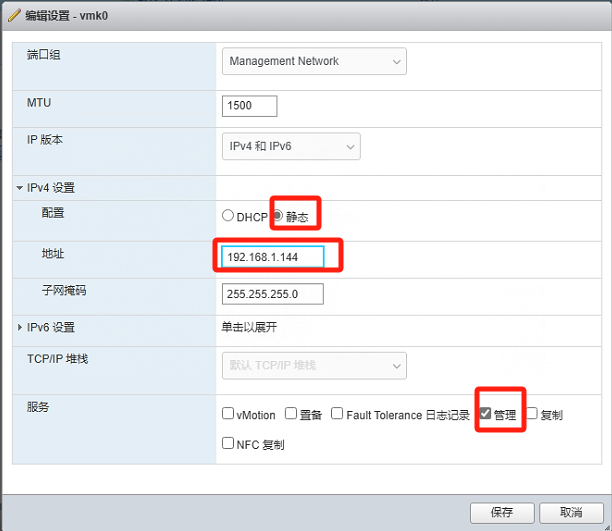 编辑设置 - vmk0
端口组 Management Network
MTU 1500
IP 版本 IPv4 和 IPv6
IPv4 设置
配置 DHCP 静态
地址 192.168.1.144
子网掩码 255.255.255.0
IPv6 设置 单击以展开
TCP/IP 堆栈 默认 TCP/IP 堆栈
服务 vMotion 置备 Fault Tolerance 日志记录 管理 复制
NFC 复制
保存 取消